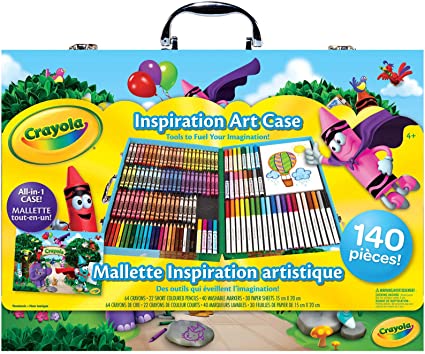 Crayola
Inspiration Art Case
Tools to Fuel Your Imagination!
4+
All-in-1
CASE!
MALLETTE
tout-en-un!
Crayola
140
pièces!
Mallette Inspiration artistique
Des outils qui éveillent l'imagination!
64 CRAYONS • 22 SHORT COLOURED PENCILS • 40 WASHABLE MARKERS • 30 PAPER SHEETS 15 cm X 20 cm
64 CRAYONS DE CIRE • 22 CRAYONS DE COULEUR COURTS • 40 MARQUEURS LAVABLES • 30 FEUILLES DE PAPIER DE 15 cm X 20 cm
Crayola